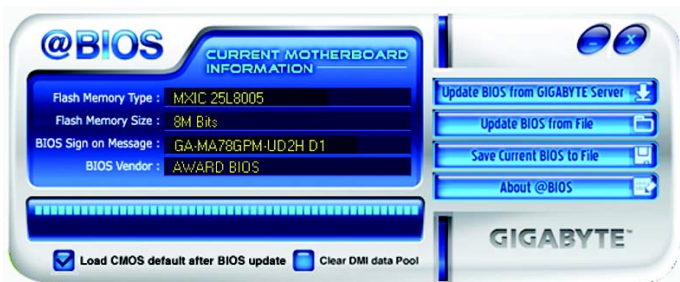 @BIOS
CURRENT MOTHERBOARD
INFORMATION
Flash Memory Type : MXIC 25L8005
Flash Memory Size : 8M Bits
BIOS Sign on Message : GA-MA78GPM-UD2H D1
BIOS Vendor : AWARD BIOS
Update BIOS from GIGABYTE Server
Update BIOS from File
Save Current BIOS to File
About @BIOS
Load CMOS default after BIOS update
Clear DMI data Pool
GIGABYTE™